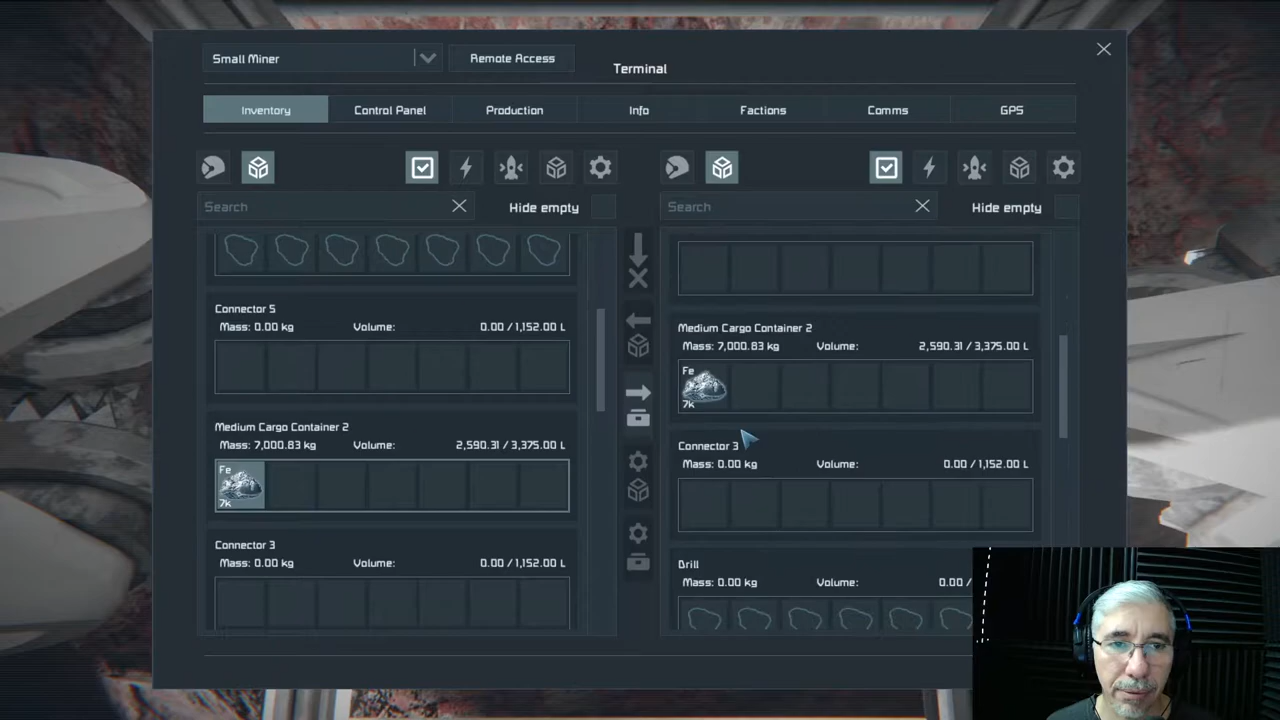 Small Miner
Remote Access
Terminal
Inventory
Control Panel
Production
Info
Factions
Comms
GPS
Search
Hide empty
Connector 5
Mass: 0.00 kg Volume: 0.00 / 1,152.00 L
Medium Cargo Container 2
Mass: 7,000.83 kg Volume: 2,590.31 / 3,375.00 L
Fe
7k
Connector 3
Mass: 0.00 kg Volume: 0.00 / 1,152.00 L
Search
Hide empty
Medium Cargo Container 2
Mass: 7,000.83 kg Volume: 2,590.31 / 3,375.00 L
Fe
7k
Connector 3
Mass: 0.00 kg Volume: 0.00 / 1,152.00 L
Drill
Mass: 0.00 kg Volume: 0.00 /